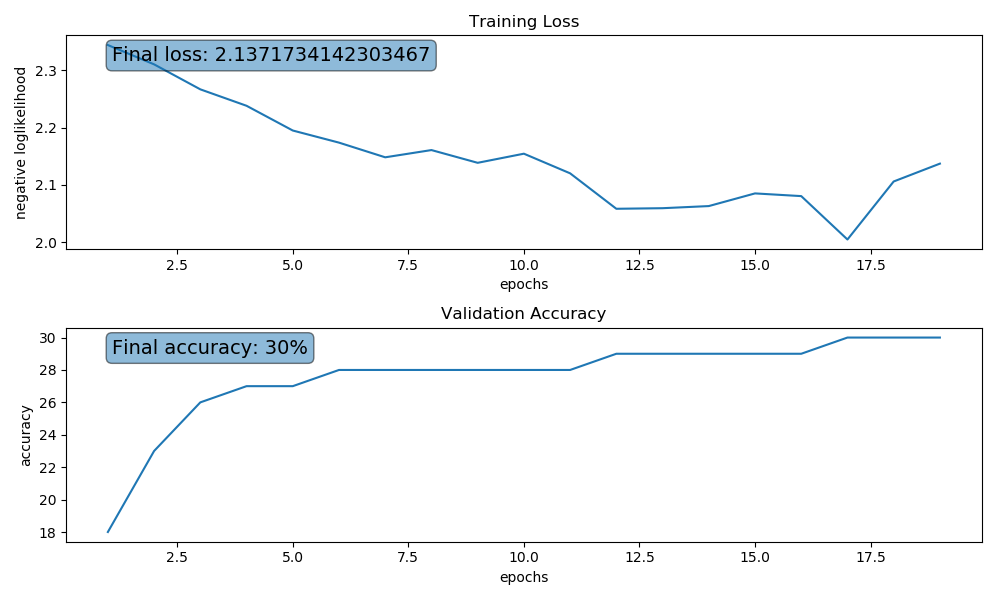 Training Loss
Final loss: 2.1371734142303467
negative loglikelihood
2.3
2.2
2.1
2.0
2.5 5.0 7.5 10.0 12.5 15.0 17.5
epochs
Validation Accuracy
Final accuracy: 30%
accuracy
30
28
26
24
22
20
18
2.5 5.0 7.5 10.0 12.5 15.0 17.5
epochs